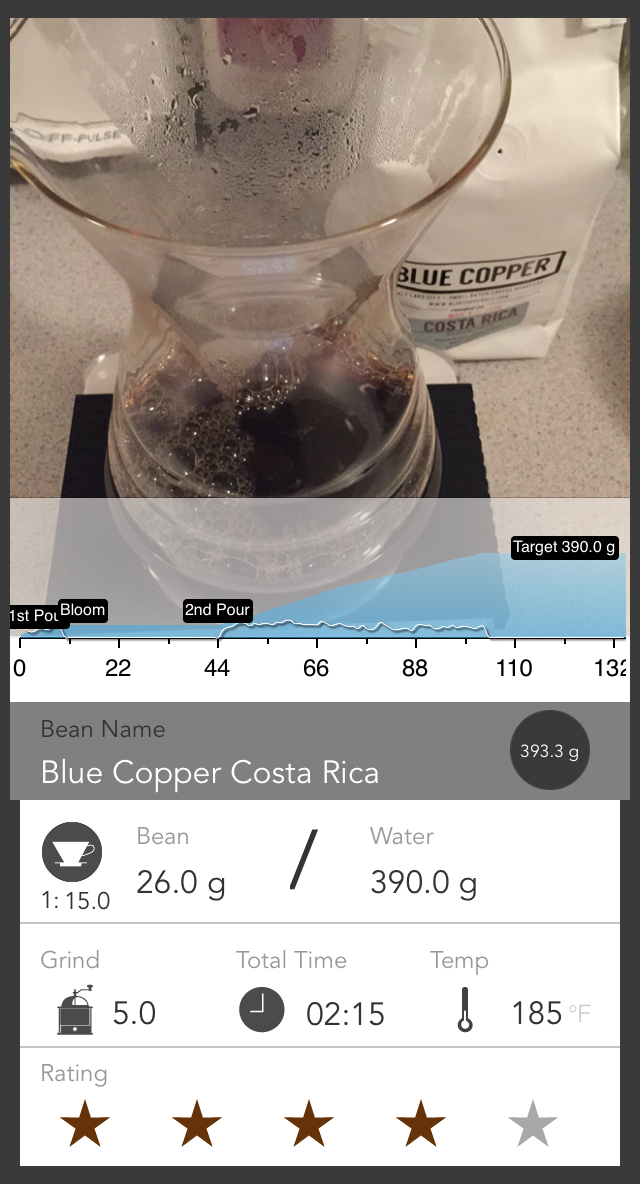 FF-PULSE
BLUE COPPER
COSTA RICA
Target 390.0 g
1st Pou
Bloom
2nd Pour
0 22 44 66 88 110 132
Bean Name
Blue Copper Costa Rica
393.3 g
Bean / Water
1: 15.0 26.0 g 390.0 g
Grind Total Time Temp
5.0 02:15 185 °F
Rating